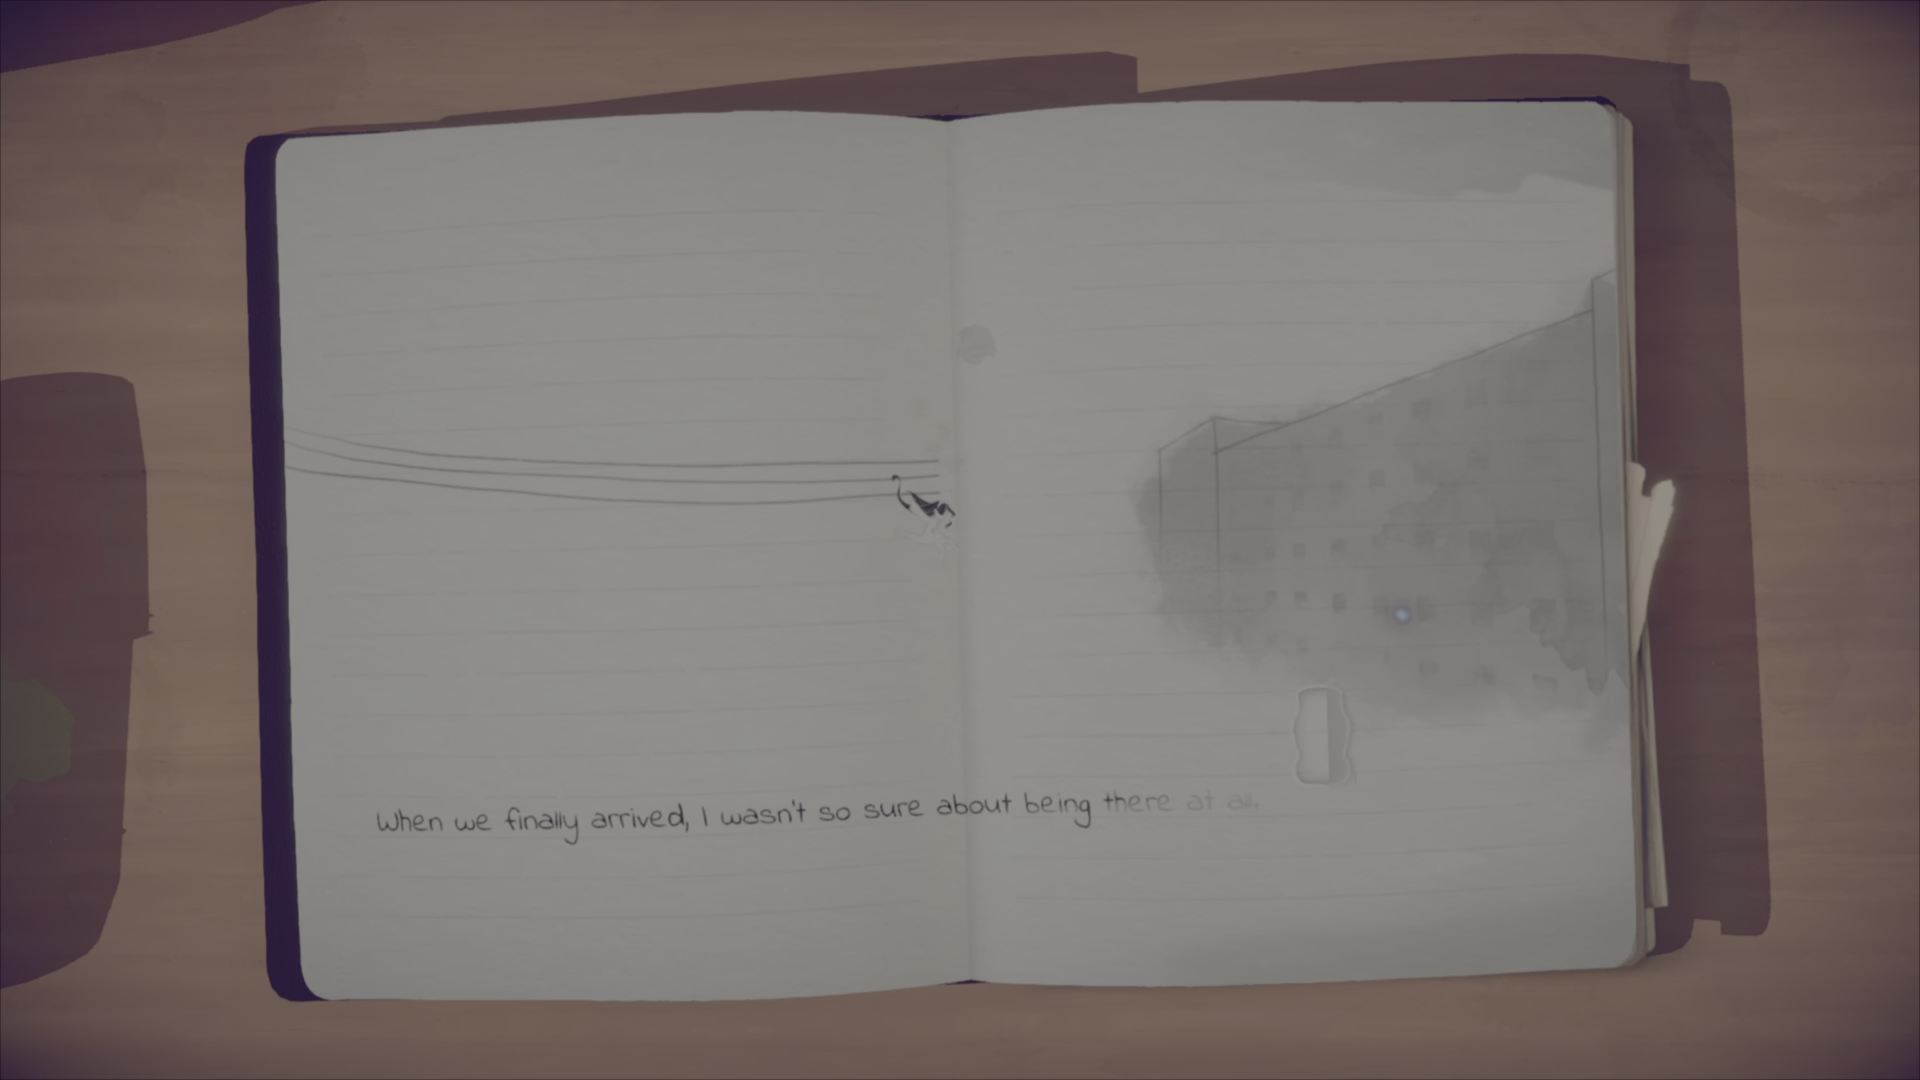 When we finally arrived, I wasn't so sure about being there at all.